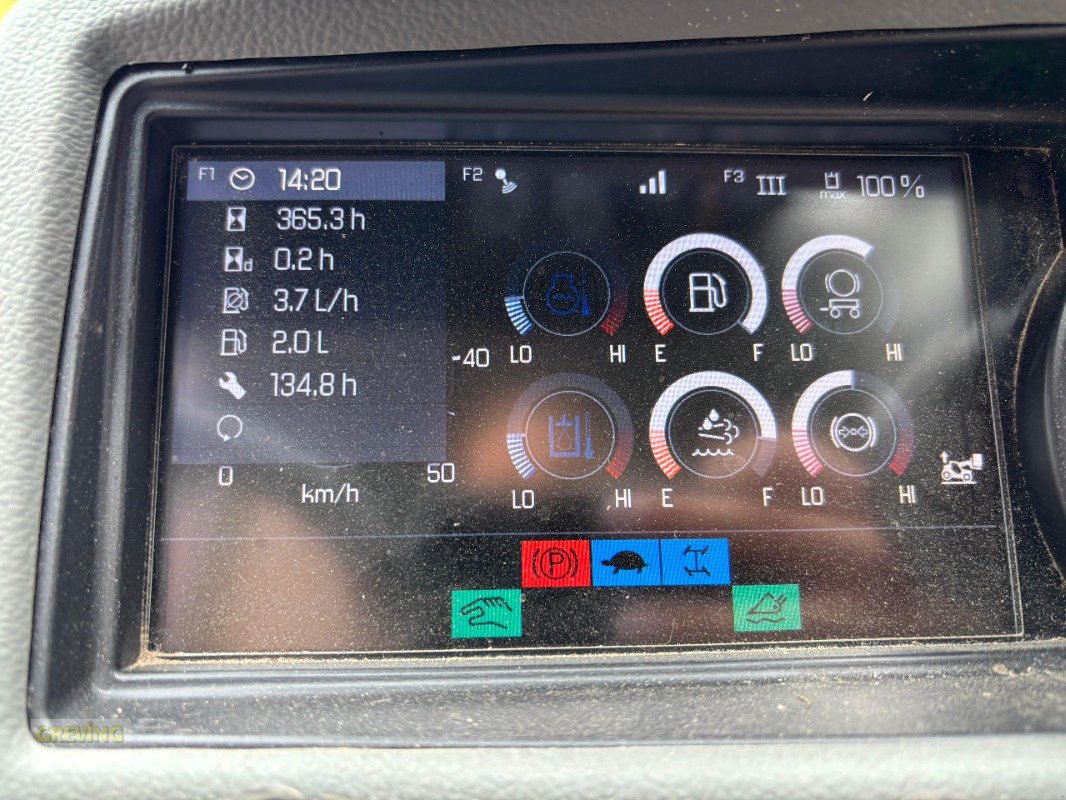 F1 14:20 F2 F3 III max 100 %
365.3 h
0.2 h
d
3.7 L/h
2.0 L
-40 LO HI E F LO HI
134.8 h
0 50
km/h LO HI E F LO HI
(P)
GREVING